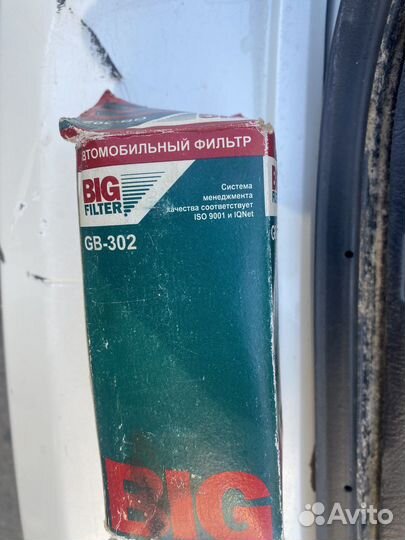 ВТОМОБИЛЬНЫЙ ФИЛЬТР
BIG
FILTER
Система
менеджмента
качества соответствует
ISO 9001 и IQNet
GB-302
BIG
Avito